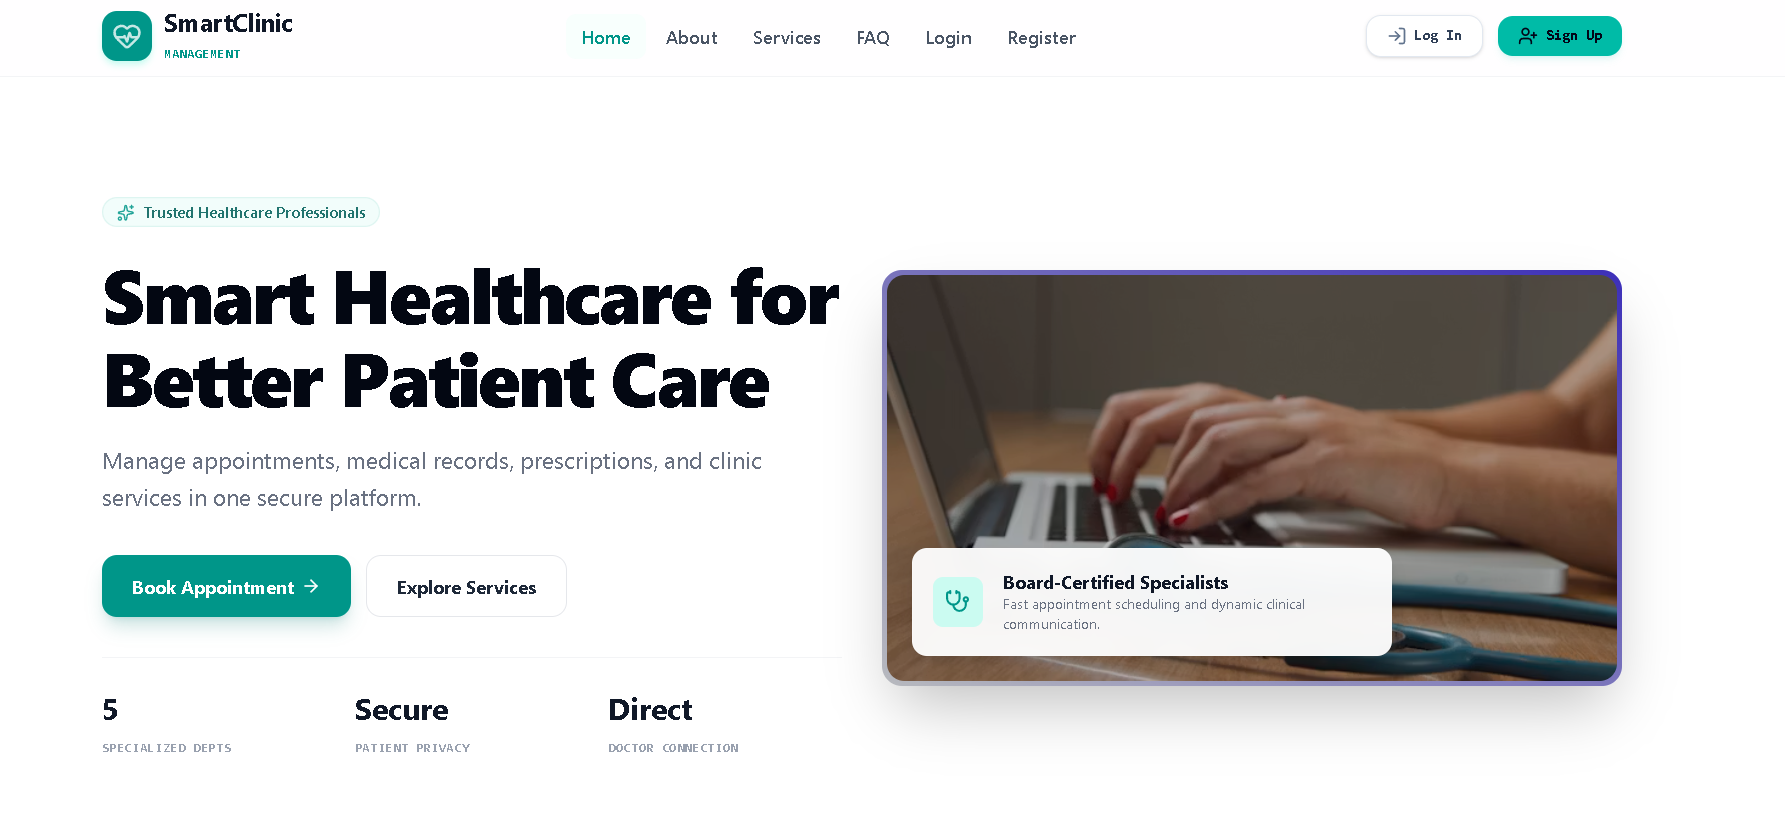 SmartClinic
MANAGEMENT
Home
About
Services
FAQ
Login
Register
Log In
Sign Up
Trusted Healthcare Professionals
Smart Healthcare for
Better Patient Care
Manage appointments, medical records, prescriptions, and clinic
services in one secure platform.
Book Appointment
Explore Services
Board-Certified Specialists
Fast appointment scheduling and dynamic clinical
communication.
5
SPECIALIZED DEPTS
Secure
PATIENT PRIVACY
Direct
DOCTOR CONNECTION